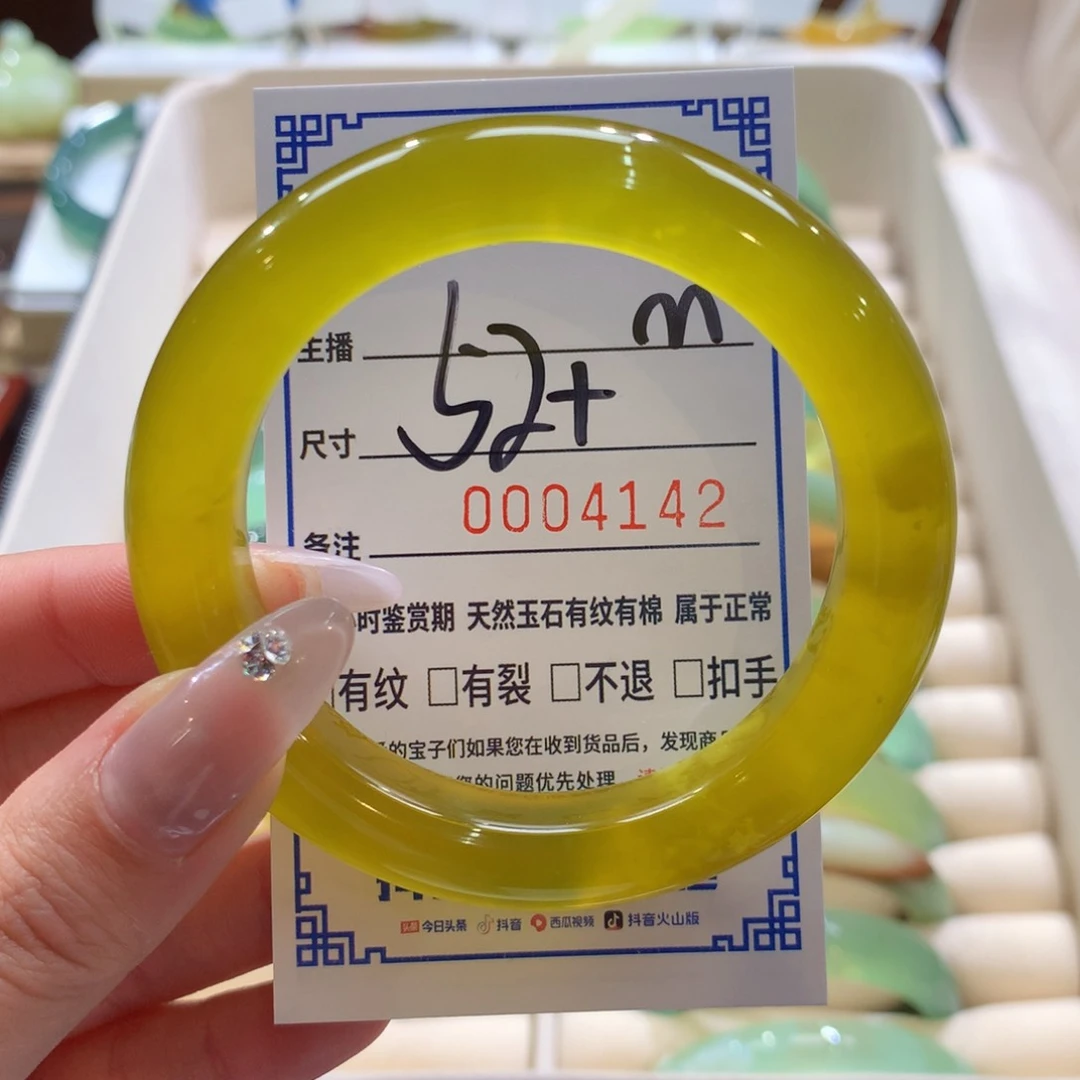 主播 m
尺寸 52+
0004142
备注
时鉴赏期 天然玉石有纹有棉 属于正常
有纹 □有裂 □不退 □扣手
的宝子们如果您在收到货品后，发现商
您的问题优先处理
头条 今日头条 抖音 西瓜视频 抖音火山版